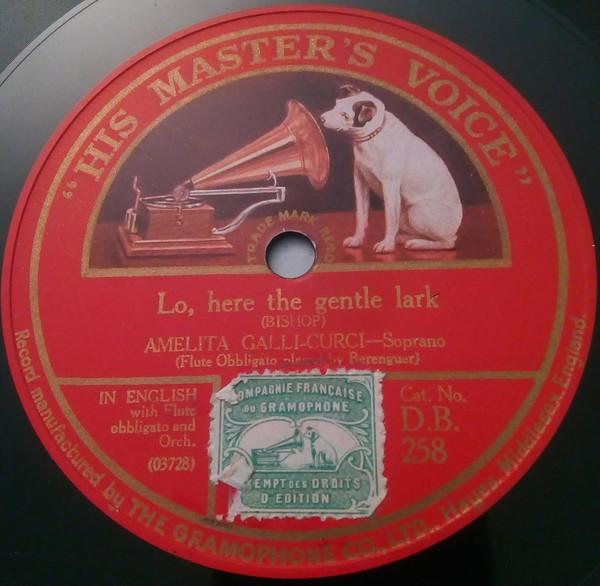 "HIS MASTER'S VOICE"
TRADE MARK REGD
Lo, here the gentle lark
(BISHOP)
AMELITA GALLI-CURCI—Soprano
(Flute Obbligato played by Berenguer)
IN ENGLISH
with Flute
obbligato and
Orch.
(03728)
COMPAGNIE FRANÇAISE
DU GRAMOPHONE
EXEMPT DES DROITS
D'EDITION
Cat. No.
D.B.
258
Record manufactured by THE GRAMOPHONE CO., LTD., Hayes, Middlesex, England.